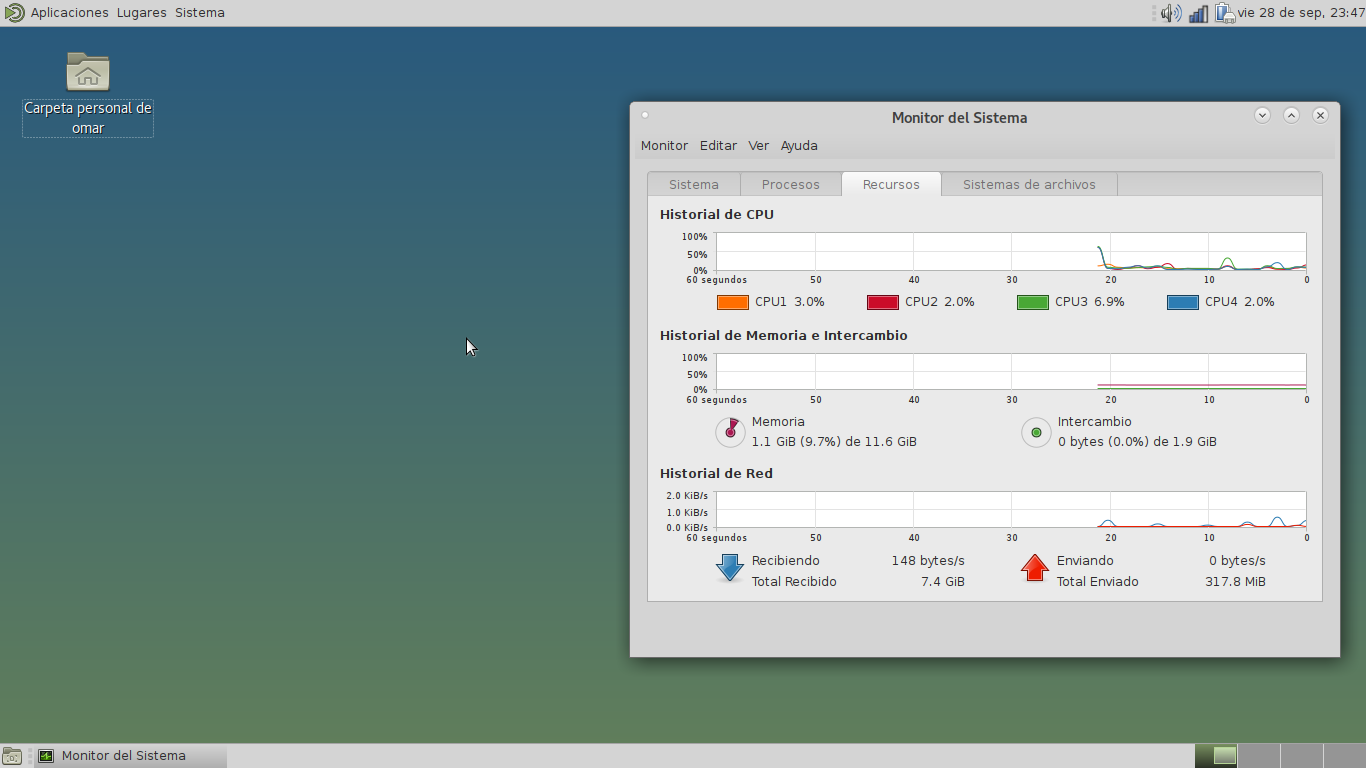 Aplicaciones Lugares Sistema
vie 28 de sep, 23:47
Carpeta personal de
omar
Monitor del Sistema
Monitor Editar Ver Ayuda
Sistema Procesos Recursos Sistemas de archivos
Historial de CPU
100%
50%
0%
60 segundos 50 40 30 20 10 0
CPU1 3.0% CPU2 2.0% CPU3 6.9% CPU4 2.0%
Historial de Memoria e Intercambio
100%
50%
0%
60 segundos 50 40 30 20 10 0
Memoria Intercambio
1.1 GiB (9.7%) de 11.6 GiB 0 bytes (0.0%) de 1.9 GiB
Historial de Red
2.0 KiB/s
1.0 KiB/s
0.0 KiB/s
60 segundos 50 40 30 20 10 0
Recibiendo 148 bytes/s Enviando 0 bytes/s
Total Recibido 7.4 GiB Total Enviado 317.8 MiB
Monitor del Sistema